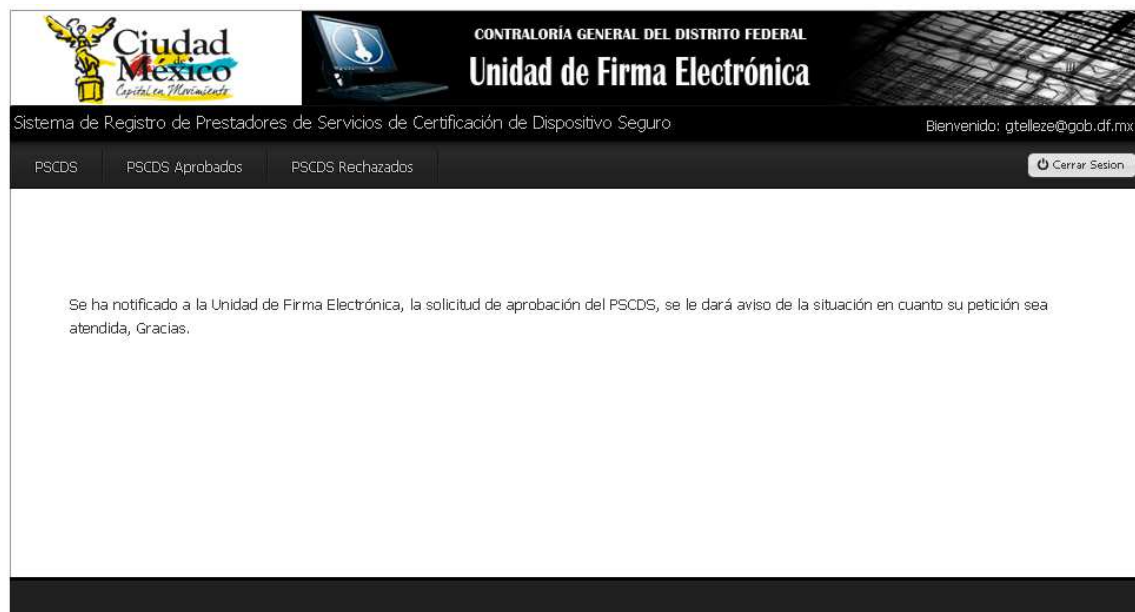 Ciudad
de
México
Capital en Movimiento
CONTRALORÍA GENERAL DEL DISTRITO FEDERAL
Unidad de Firma Electrónica
Sistema de Registro de Prestadores de Servicios de Certificación de Dispositivo Seguro
Bienvenido: gtelleze@gob.df.mx
PSCDS
PSCDS Aprobados
PSCDS Rechazados
Cerrar Sesion
Se ha notificado a la Unidad de Firma Electrónica, la solicitud de aprobación del PSCDS, se le dará aviso de la situación en cuanto su petición sea
atendida, Gracias.